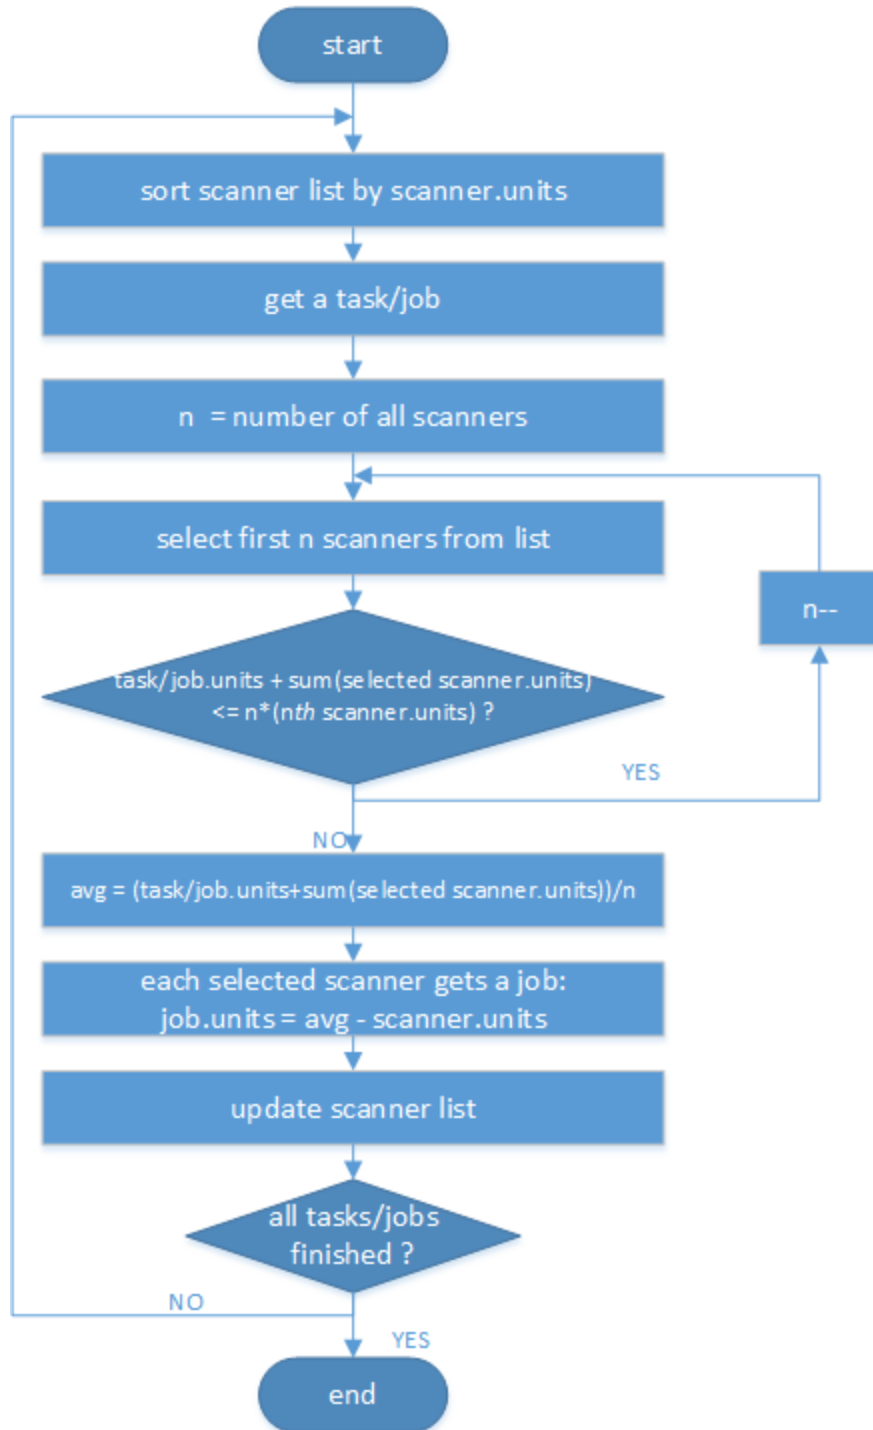 start
sort scanner list by scanner.units
get a task/job
n = number of all scanners
select first n scanners from list
n--
task/job.units + sum(selected scanner.units)
<= n*(nth scanner.units) ?
YES
NO
avg = (task/job.units+sum(selected scanner.units))/n
each selected scanner gets a job:
job.units = avg - scanner.units
update scanner list
all tasks/jobs
finished ?
NO
YES
end